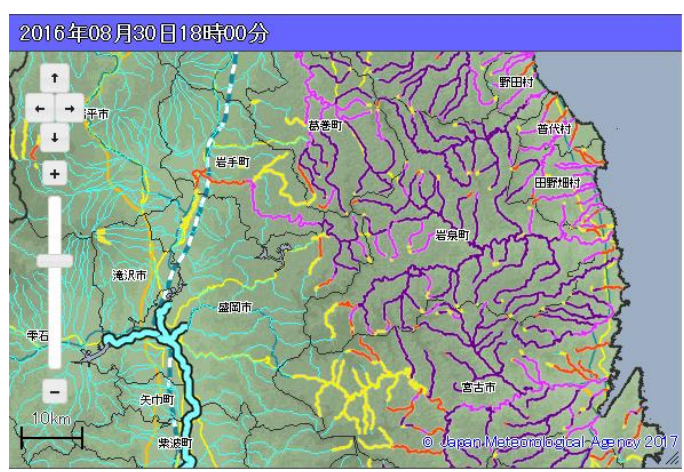 2016年08月30日18時00分
野田村
平市
葛巻町
普代村
岩手町
田野畑村
岩泉町
滝沢市
盛岡市
雫石
宮古市
矢巾町
10km
紫波町
© Japan Meteorological Agency 2017